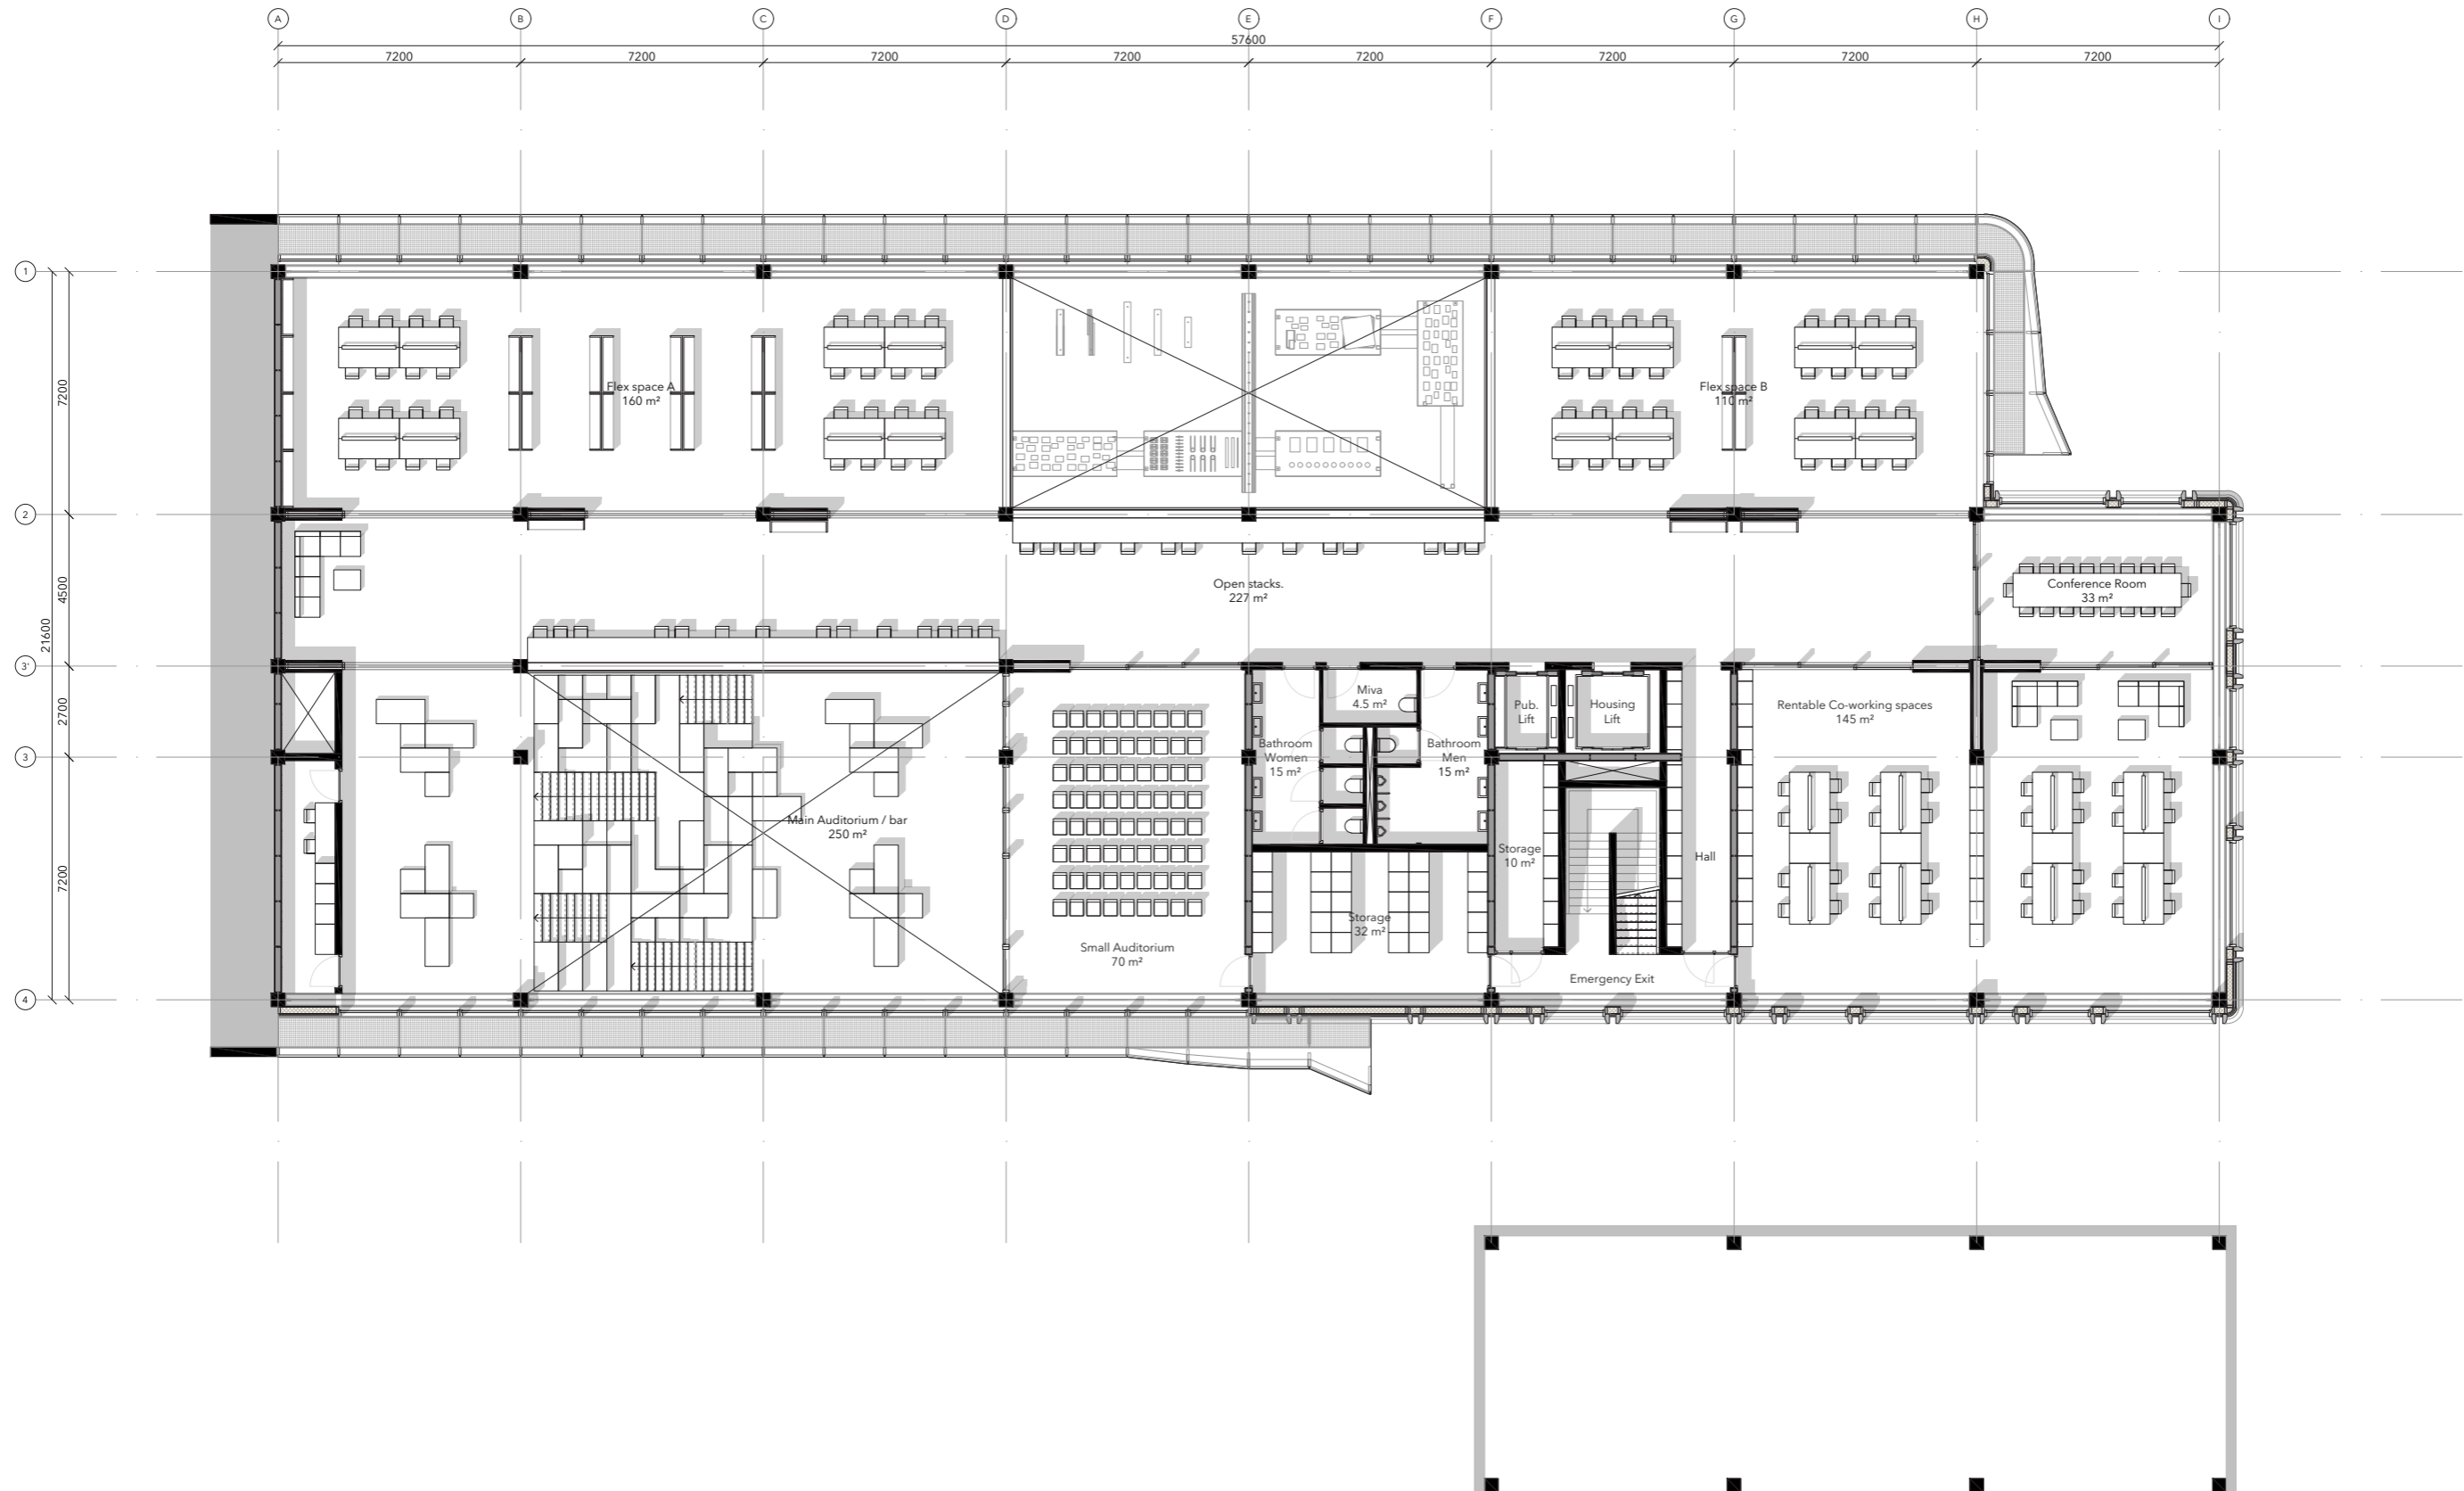 A B C D E F G H I
57600
7200 7200 7200 7200 7200 7200 7200 7200
1
7200
Flex space A
160 m²
Flex space B
110 m²
2
4500
21600
Open stacks.
227 m²
Conference Room
33 m²
3'
2700
Miva
4.5 m²
Pub.
Lift
Housing
Lift
Rentable Co-working spaces
145 m²
3
Bathroom
Women
15 m²
Bathroom
Men
15 m²
7200
Main Auditorium / bar
250 m²
Storage
10 m²
Hall
Storage
32 m²
Small Auditorium
70 m²
Emergency Exit
4